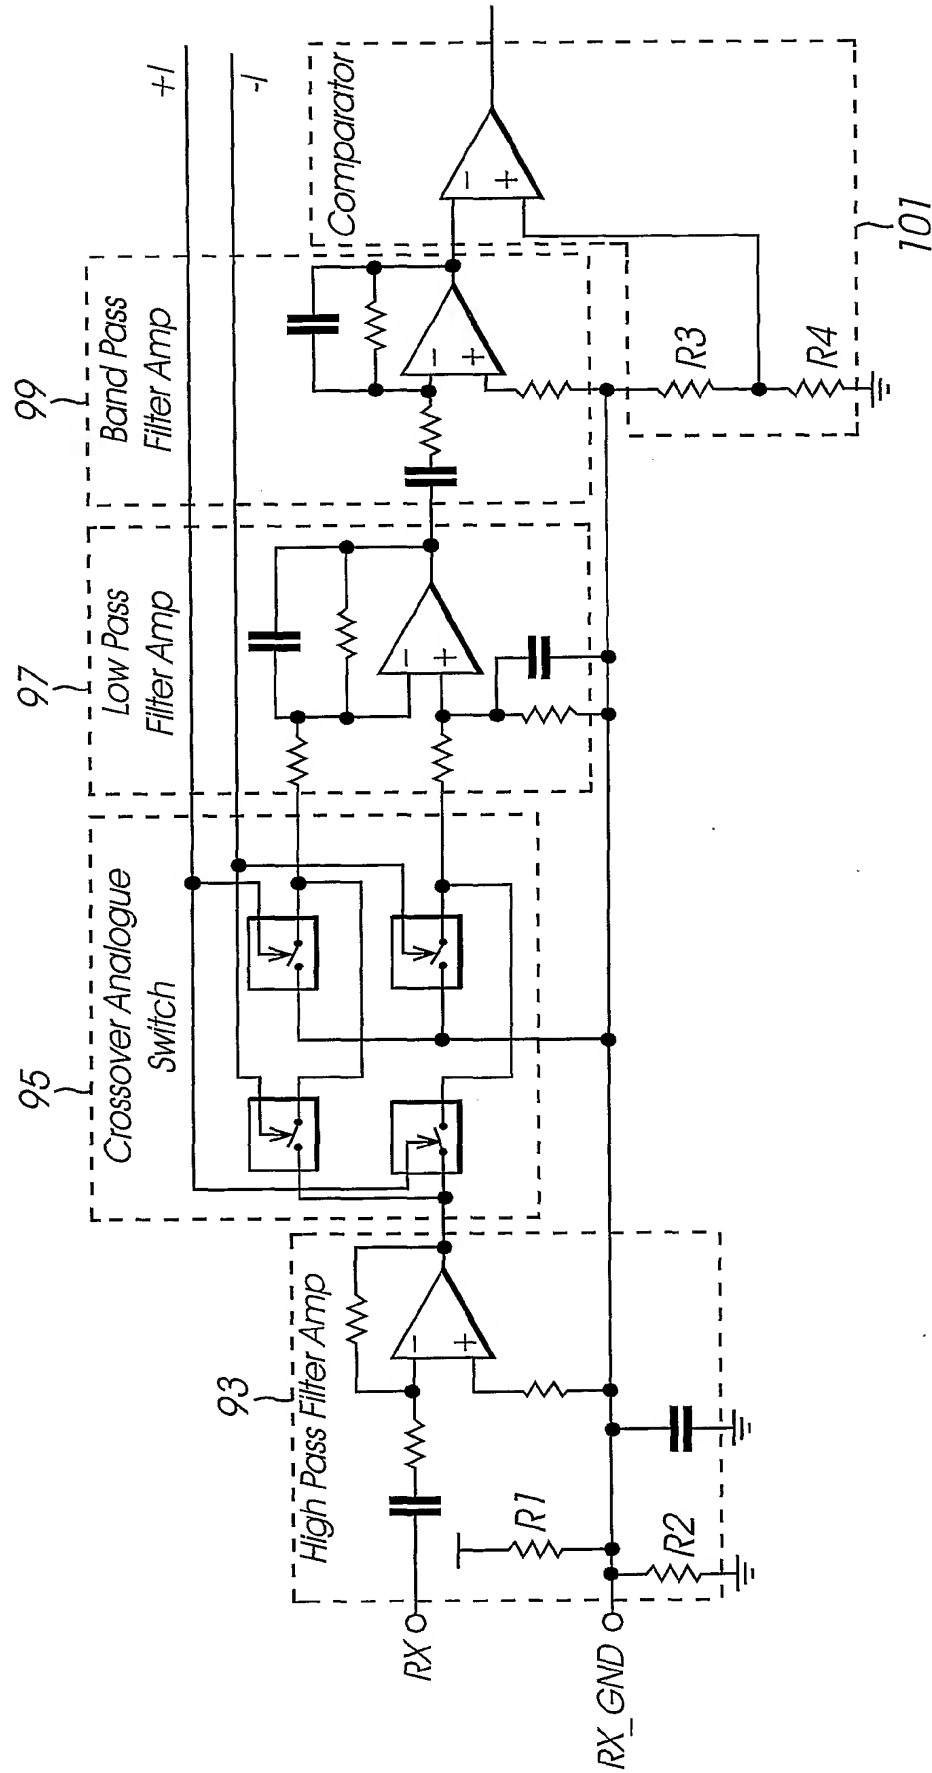 93
High Pass Filter Amp
RX
RX_GND
R1
R2
−
+
95
Crossover Analogue
Switch
97
Low Pass
Filter Amp
−
+
99
Band Pass
Filter Amp
−
+
+I
-I
Comparator
−
+
R3
R4
101